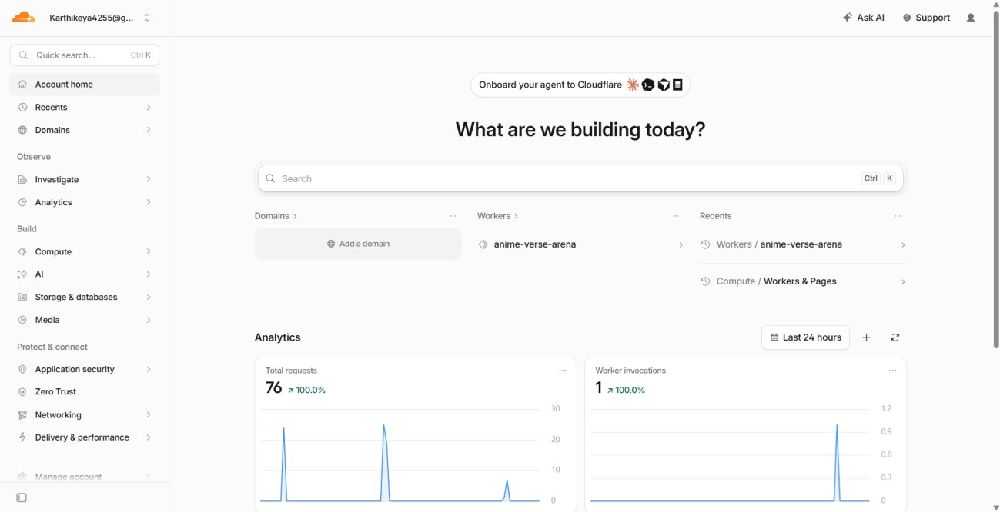 Karthikeya4255@g...
Ask AI
Support
Quick search...
Ctrl K
Account home
Recents
Domains
Observe
Investigate
Analytics
Build
Compute
AI
Storage & databases
Media
Protect & connect
Application security
Zero Trust
Networking
Delivery & performance
Manage account
Onboard your agent to Cloudflare
What are we building today?
Search
Ctrl K
Domains
Add a domain
Workers
anime-verse-arena
Recents
Workers / anime-verse-arena
Compute / Workers & Pages
Analytics
Last 24 hours
Total requests
76 100.0%
30
20
10
0
Worker invocations
1 100.0%
1.2
0.9
0.6
0.3
0